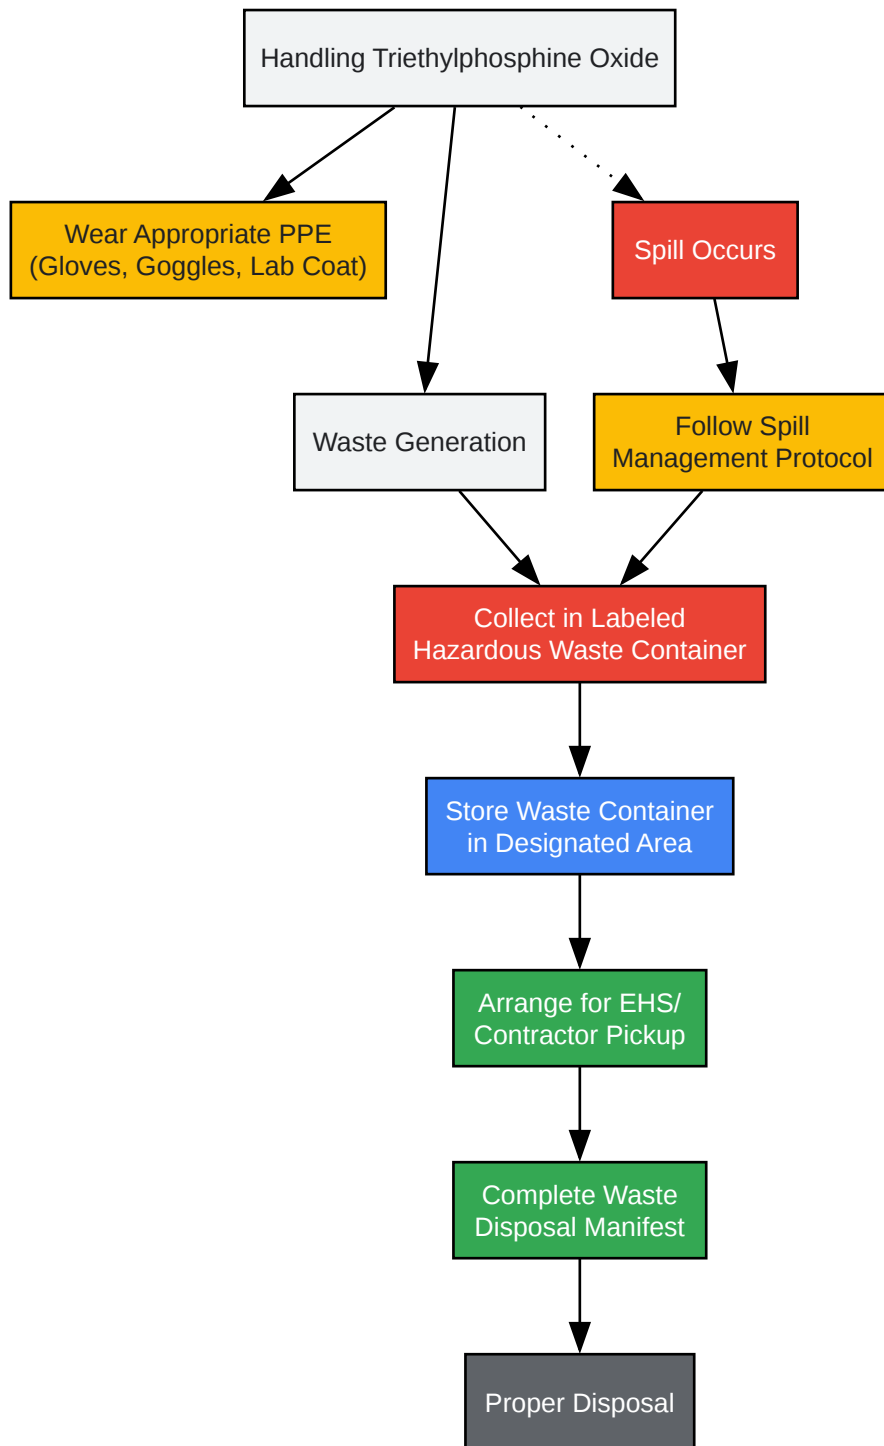 Handling Triethylphosphine Oxide
Wear Appropriate PPE
(Gloves, Goggles, Lab Coat)
Spill Occurs
Waste Generation
Follow Spill
Management Protocol
Collect in Labeled
Hazardous Waste Container
Store Waste Container
in Designated Area
Arrange for EHS/
Contractor Pickup
Complete Waste
Disposal Manifest
Proper Disposal